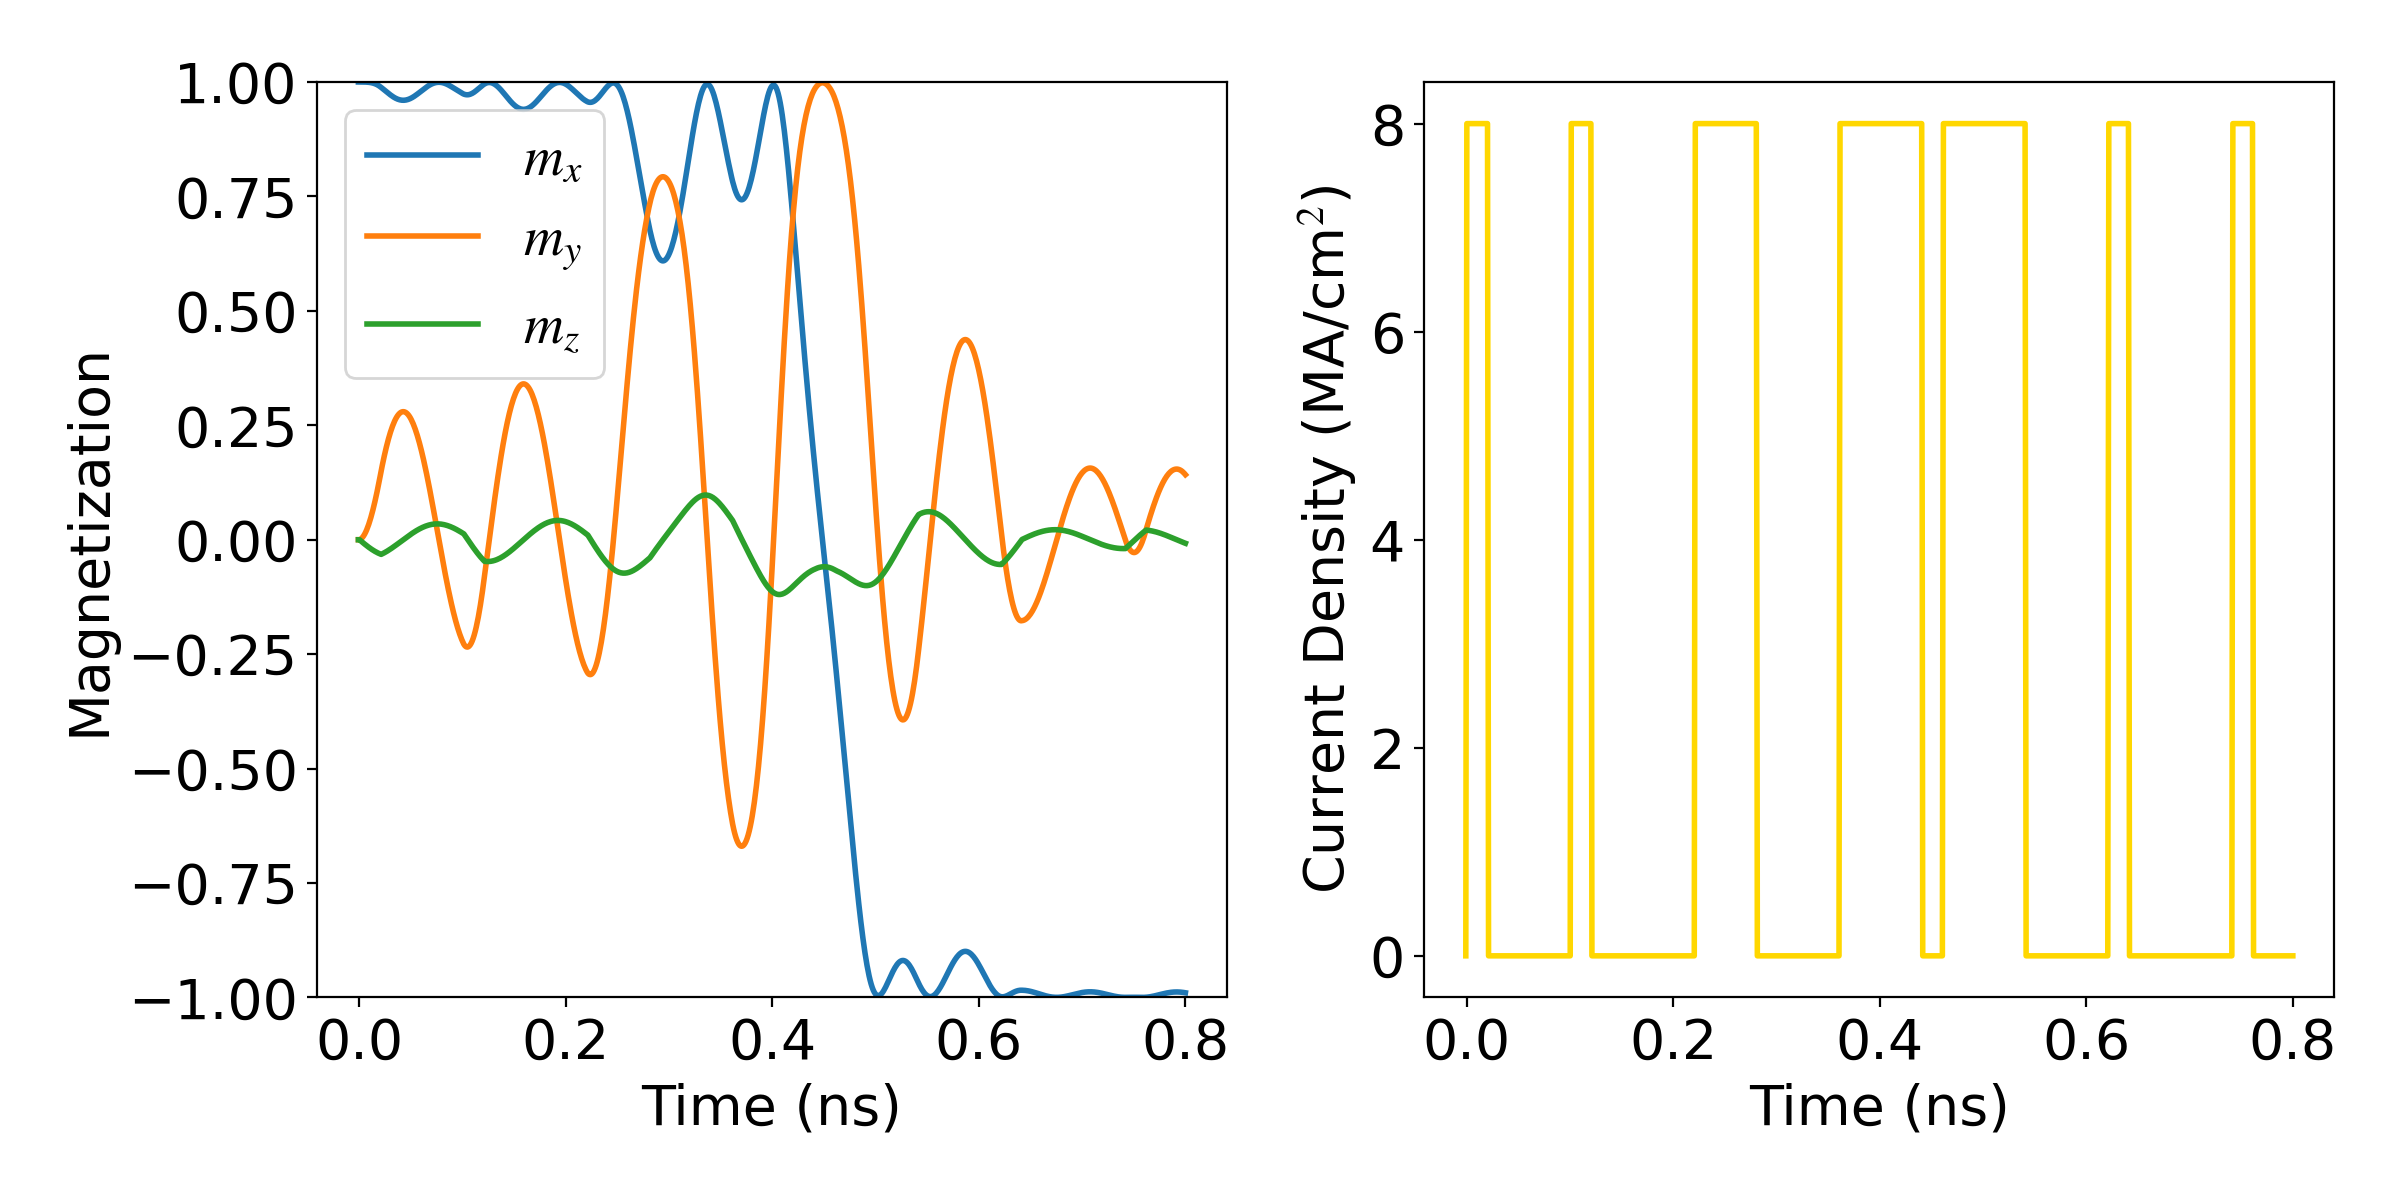 Magnetization
1.00
0.75
0.50
0.25
0.00
−0.25
−0.50
−0.75
−1.00
m_x
m_y
m_z
0.0 0.2 0.4 0.6 0.8
Time (ns)
Current Density (MA/cm²)
8
6
4
2
0
0.0 0.2 0.4 0.6 0.8
Time (ns)